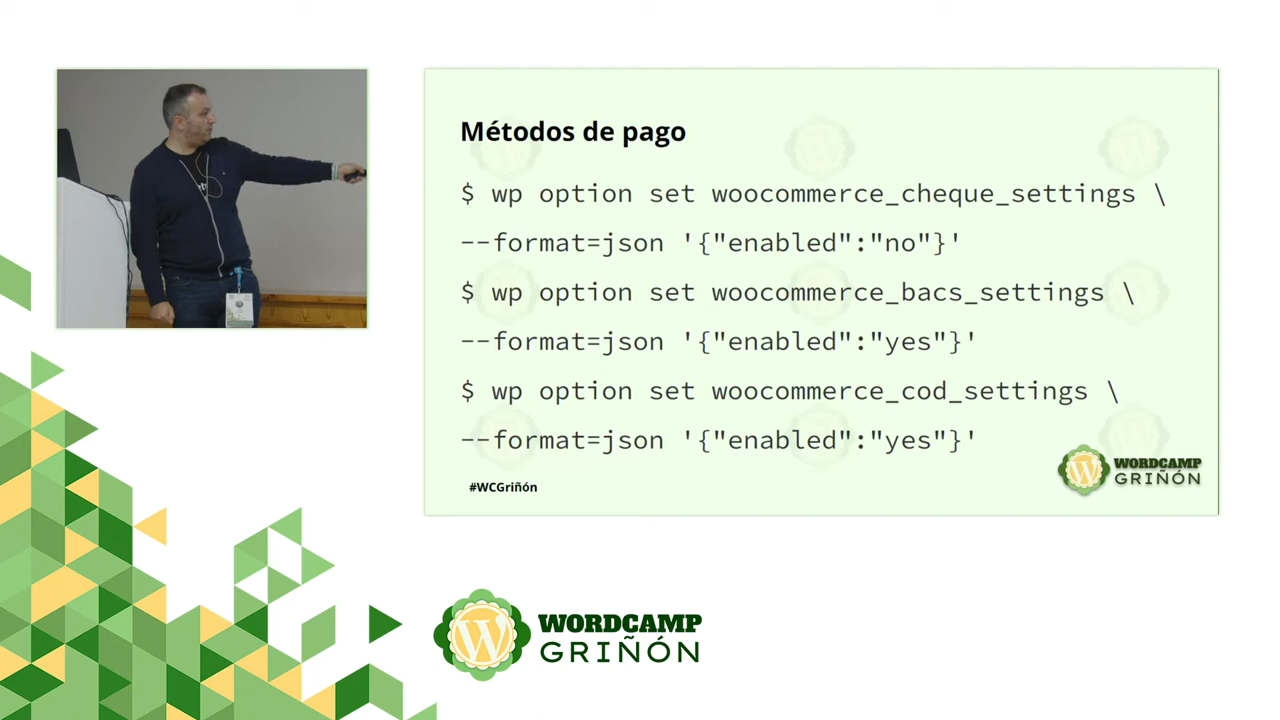 Métodos de pago
$ wp option set woocommerce_cheque_settings \
--format=json '{"enabled":"no"}'
$ wp option set woocommerce_bacs_settings \
--format=json '{"enabled":"yes"}'
$ wp option set woocommerce_cod_settings \
--format=json '{"enabled":"yes"}'
#WCGriñón
WORDCAMP
GRIÑÓN
WORDCAMP
GRIÑÓN